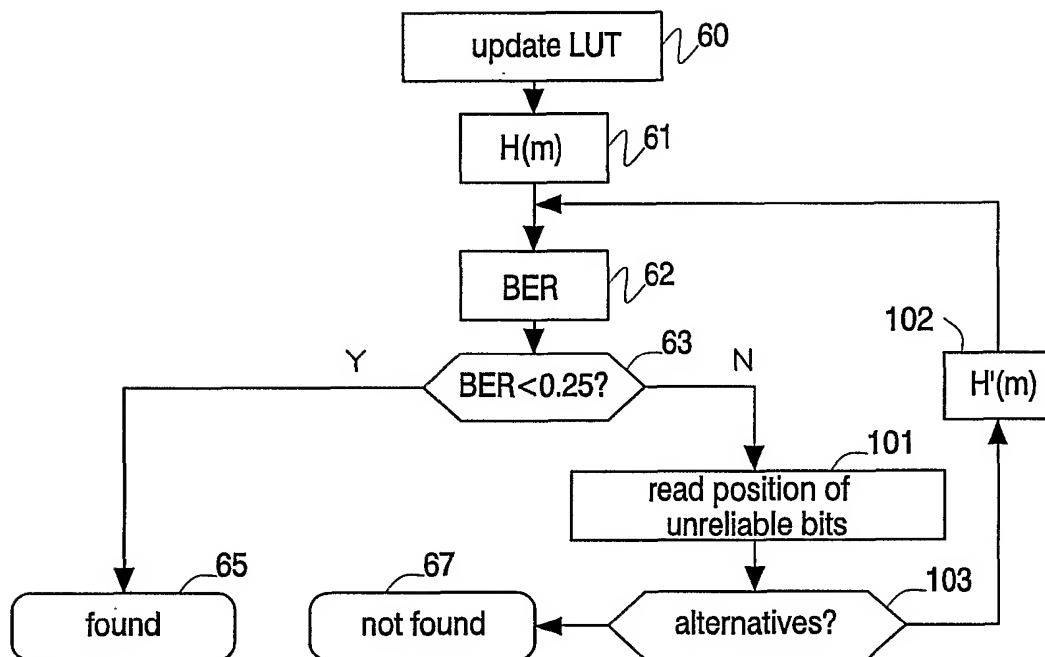 update LUT
60
H(m)
61
BER
62
102
Y
BER<0.25?
63
N
H'(m)
101
read position of
unreliable bits
65
67
103
found
not found
alternatives?